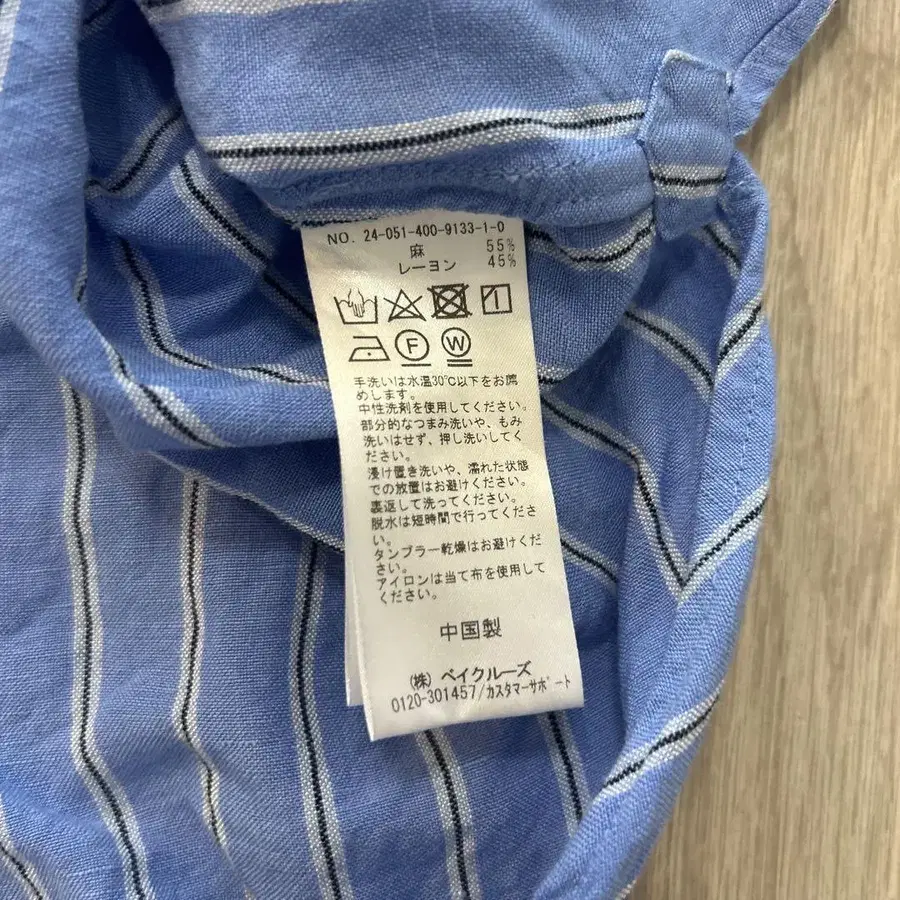 NO. 24-051-400-9133-1-0
麻 55%
レーヨン 45%
F W
手洗いは水温30℃以下をお薦
めします。
中性洗剤を使用してください。
部分的なつまみ洗いや、もみ
洗いはせず、押し洗いしてく
ださい。
浸け置き洗いや、濡れた状態
での放置はお避けください。
裏返して洗ってください。
脱水は短時間で行ってくださ
い。
タンブラー乾燥はお避けくだ
さい。
アイロンは当て布を使用して
ください。
中国製
(株) ベイクルーズ
0120-301457/カスタマーサポート